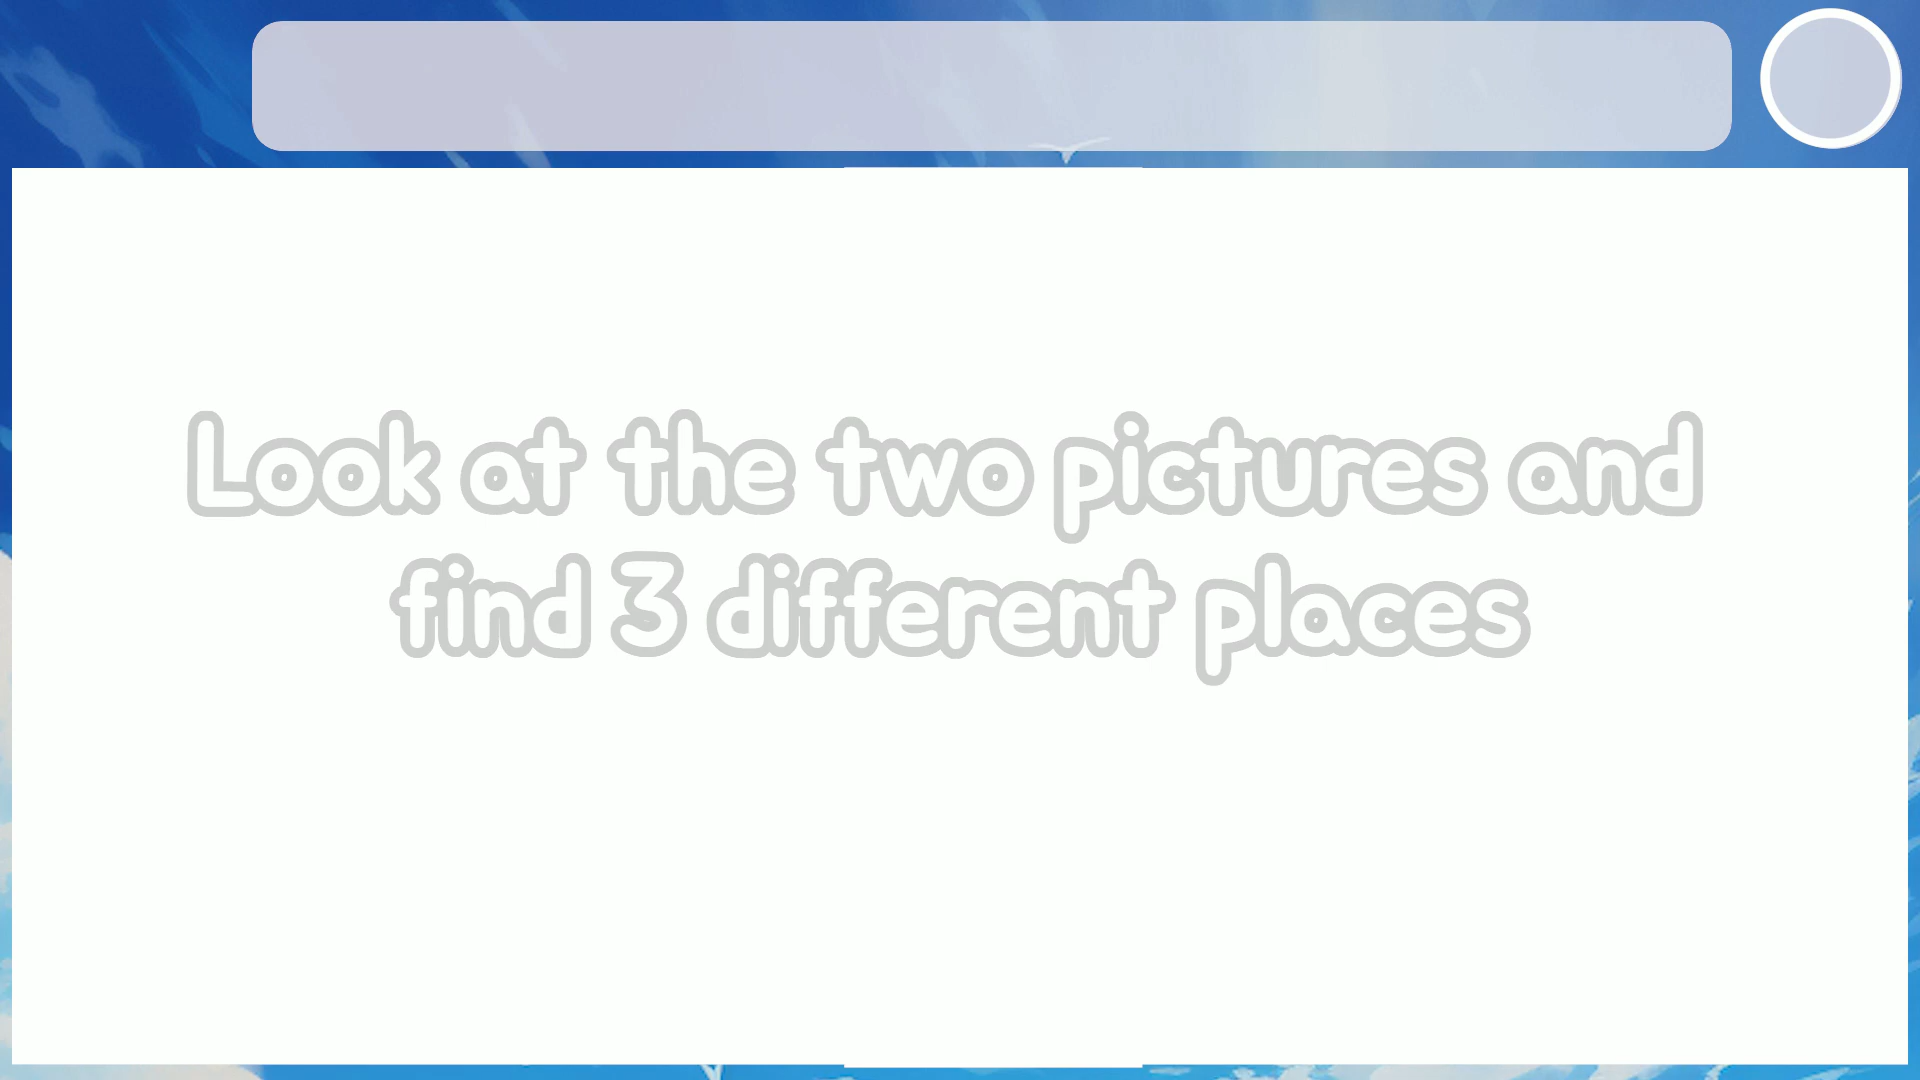 Look at the two pictures and
find 3 different places